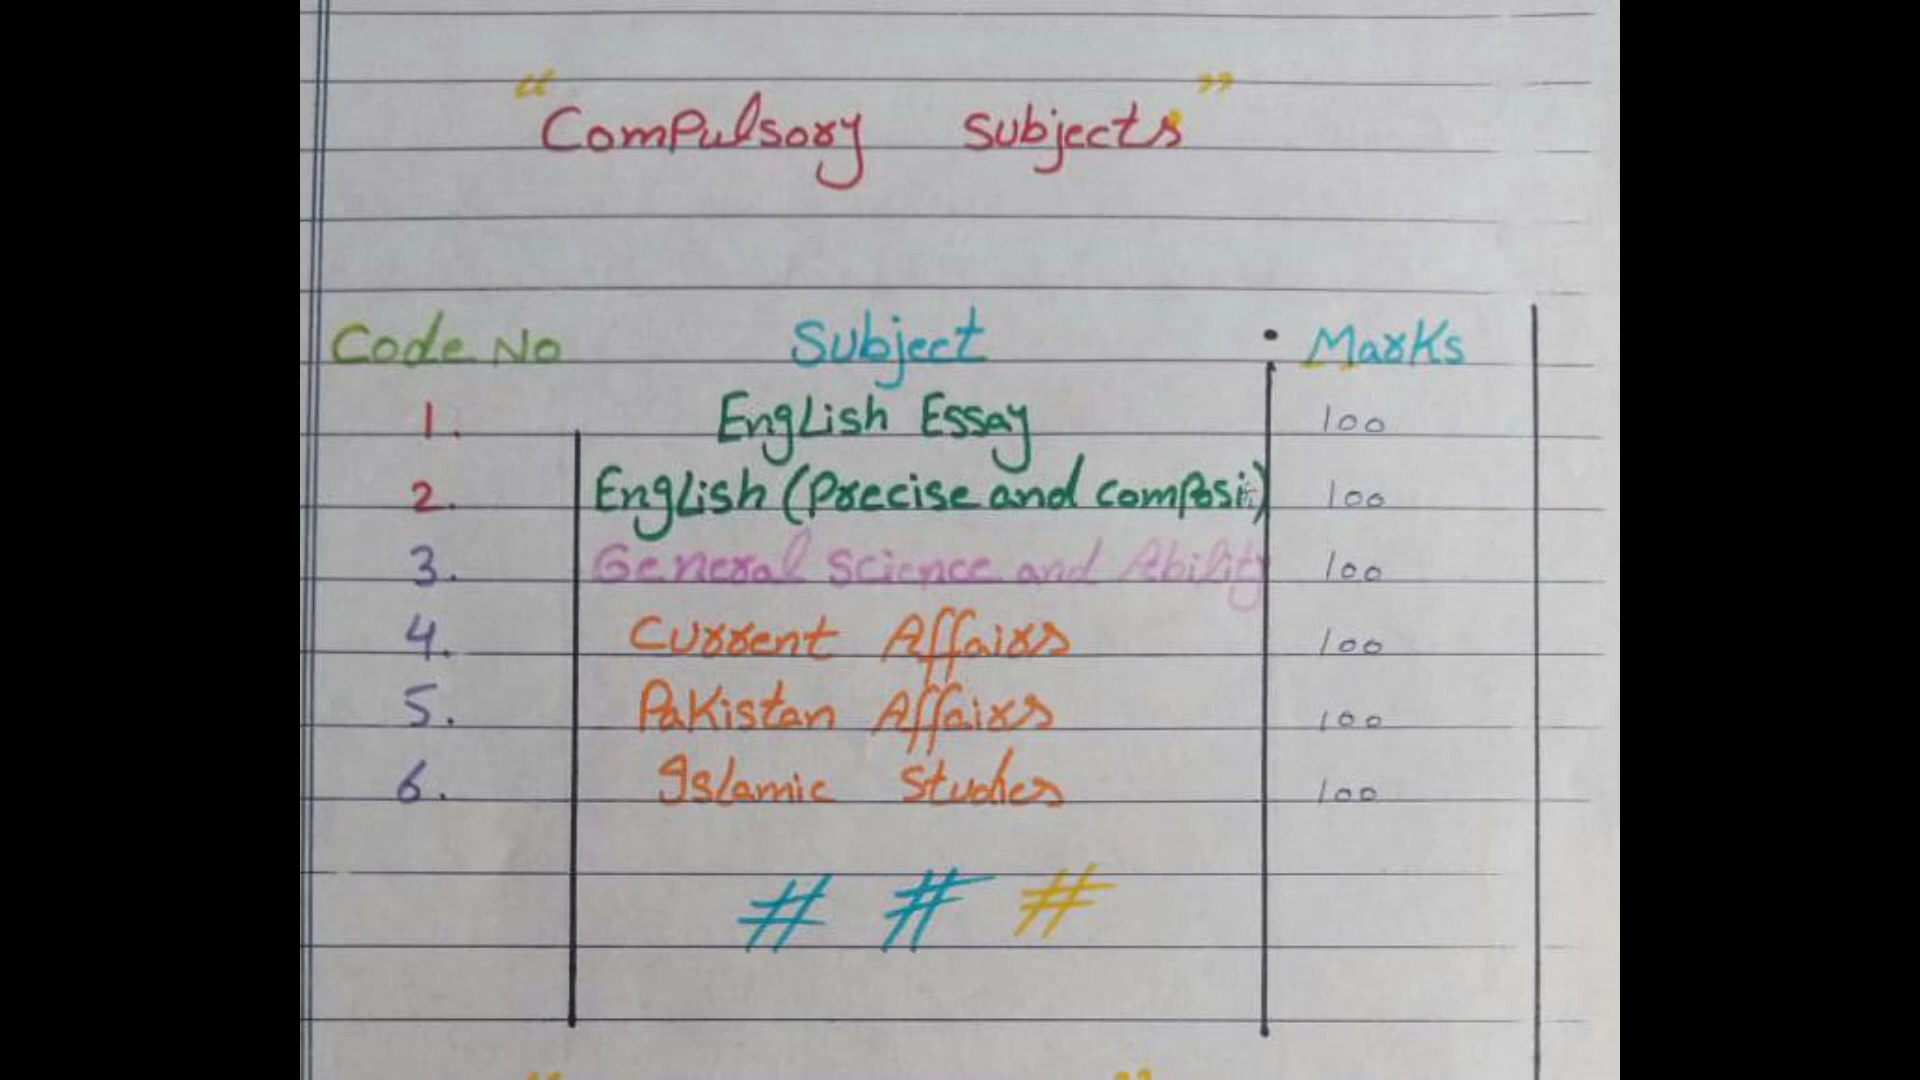 "Compulsory subjects"
Code No Subject Marks
1. English Essay 100
2. English (Precise and composi) 100
3. General Science and Ability 100
4. Current Affairs 100
5. Pakistan Affairs 100
6. Islamic Studies 100
# # #